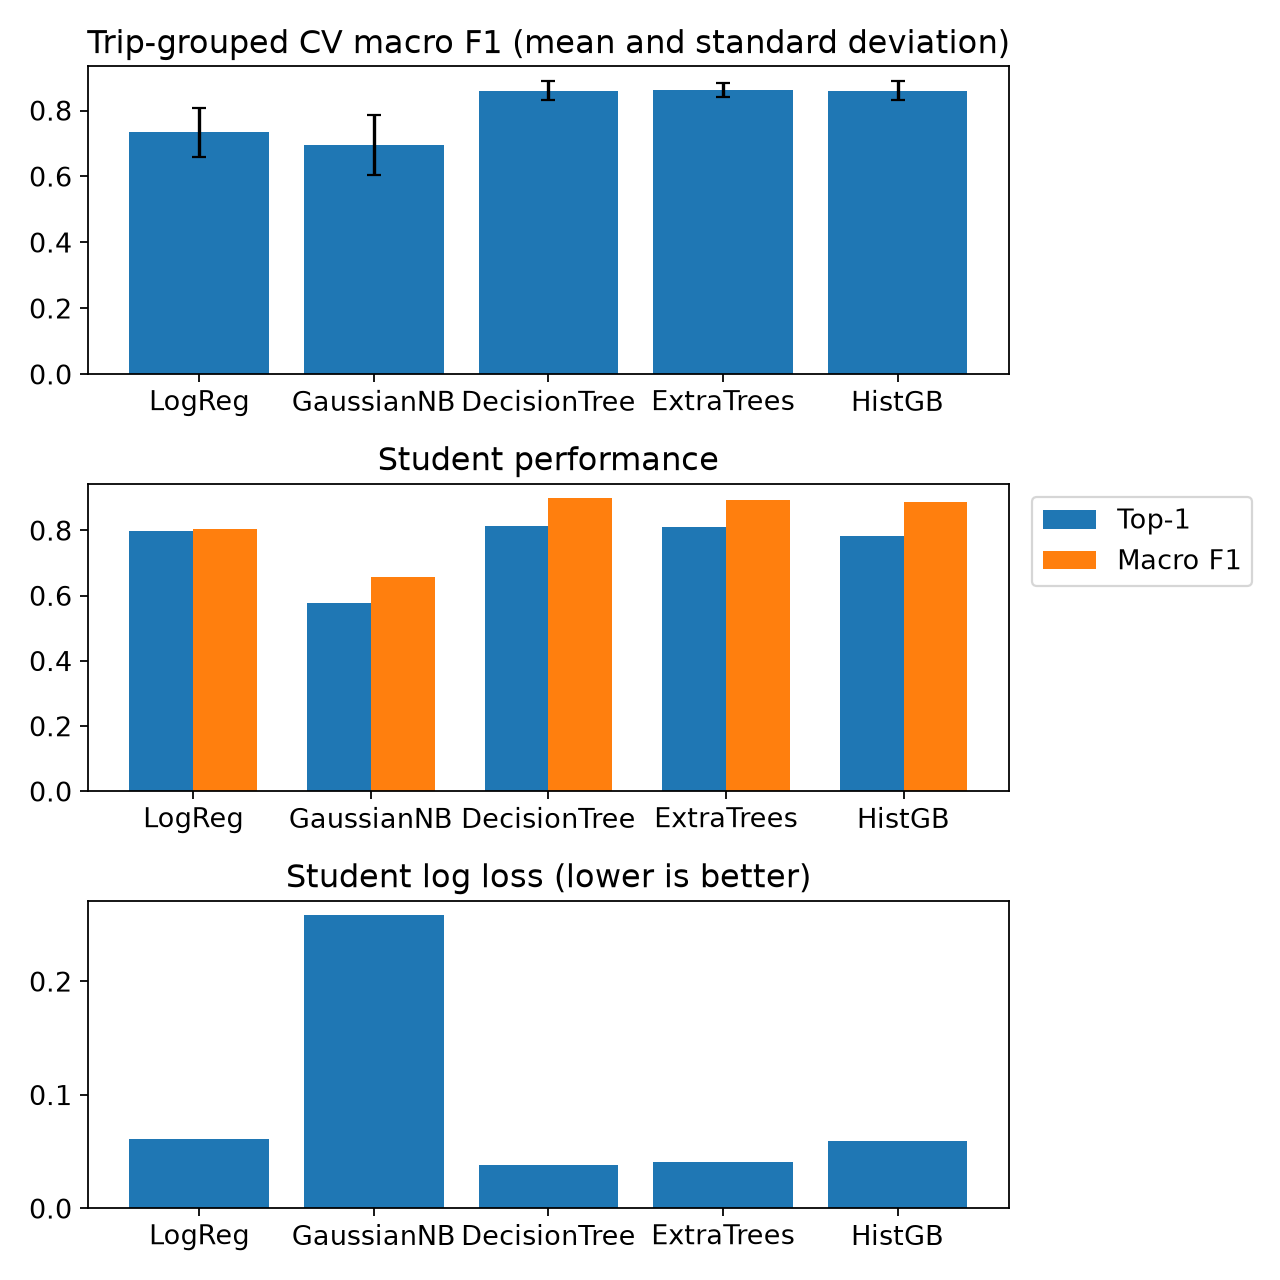 Trip-grouped CV macro F1 (mean and standard deviation)
0.8
0.6
0.4
0.2
0.0
LogReg GaussianNB DecisionTree ExtraTrees HistGB
Student performance
0.8
0.6
0.4
0.2
0.0
LogReg GaussianNB DecisionTree ExtraTrees HistGB
Top-1
Macro F1
Student log loss (lower is better)
0.2
0.1
0.0
LogReg GaussianNB DecisionTree ExtraTrees HistGB